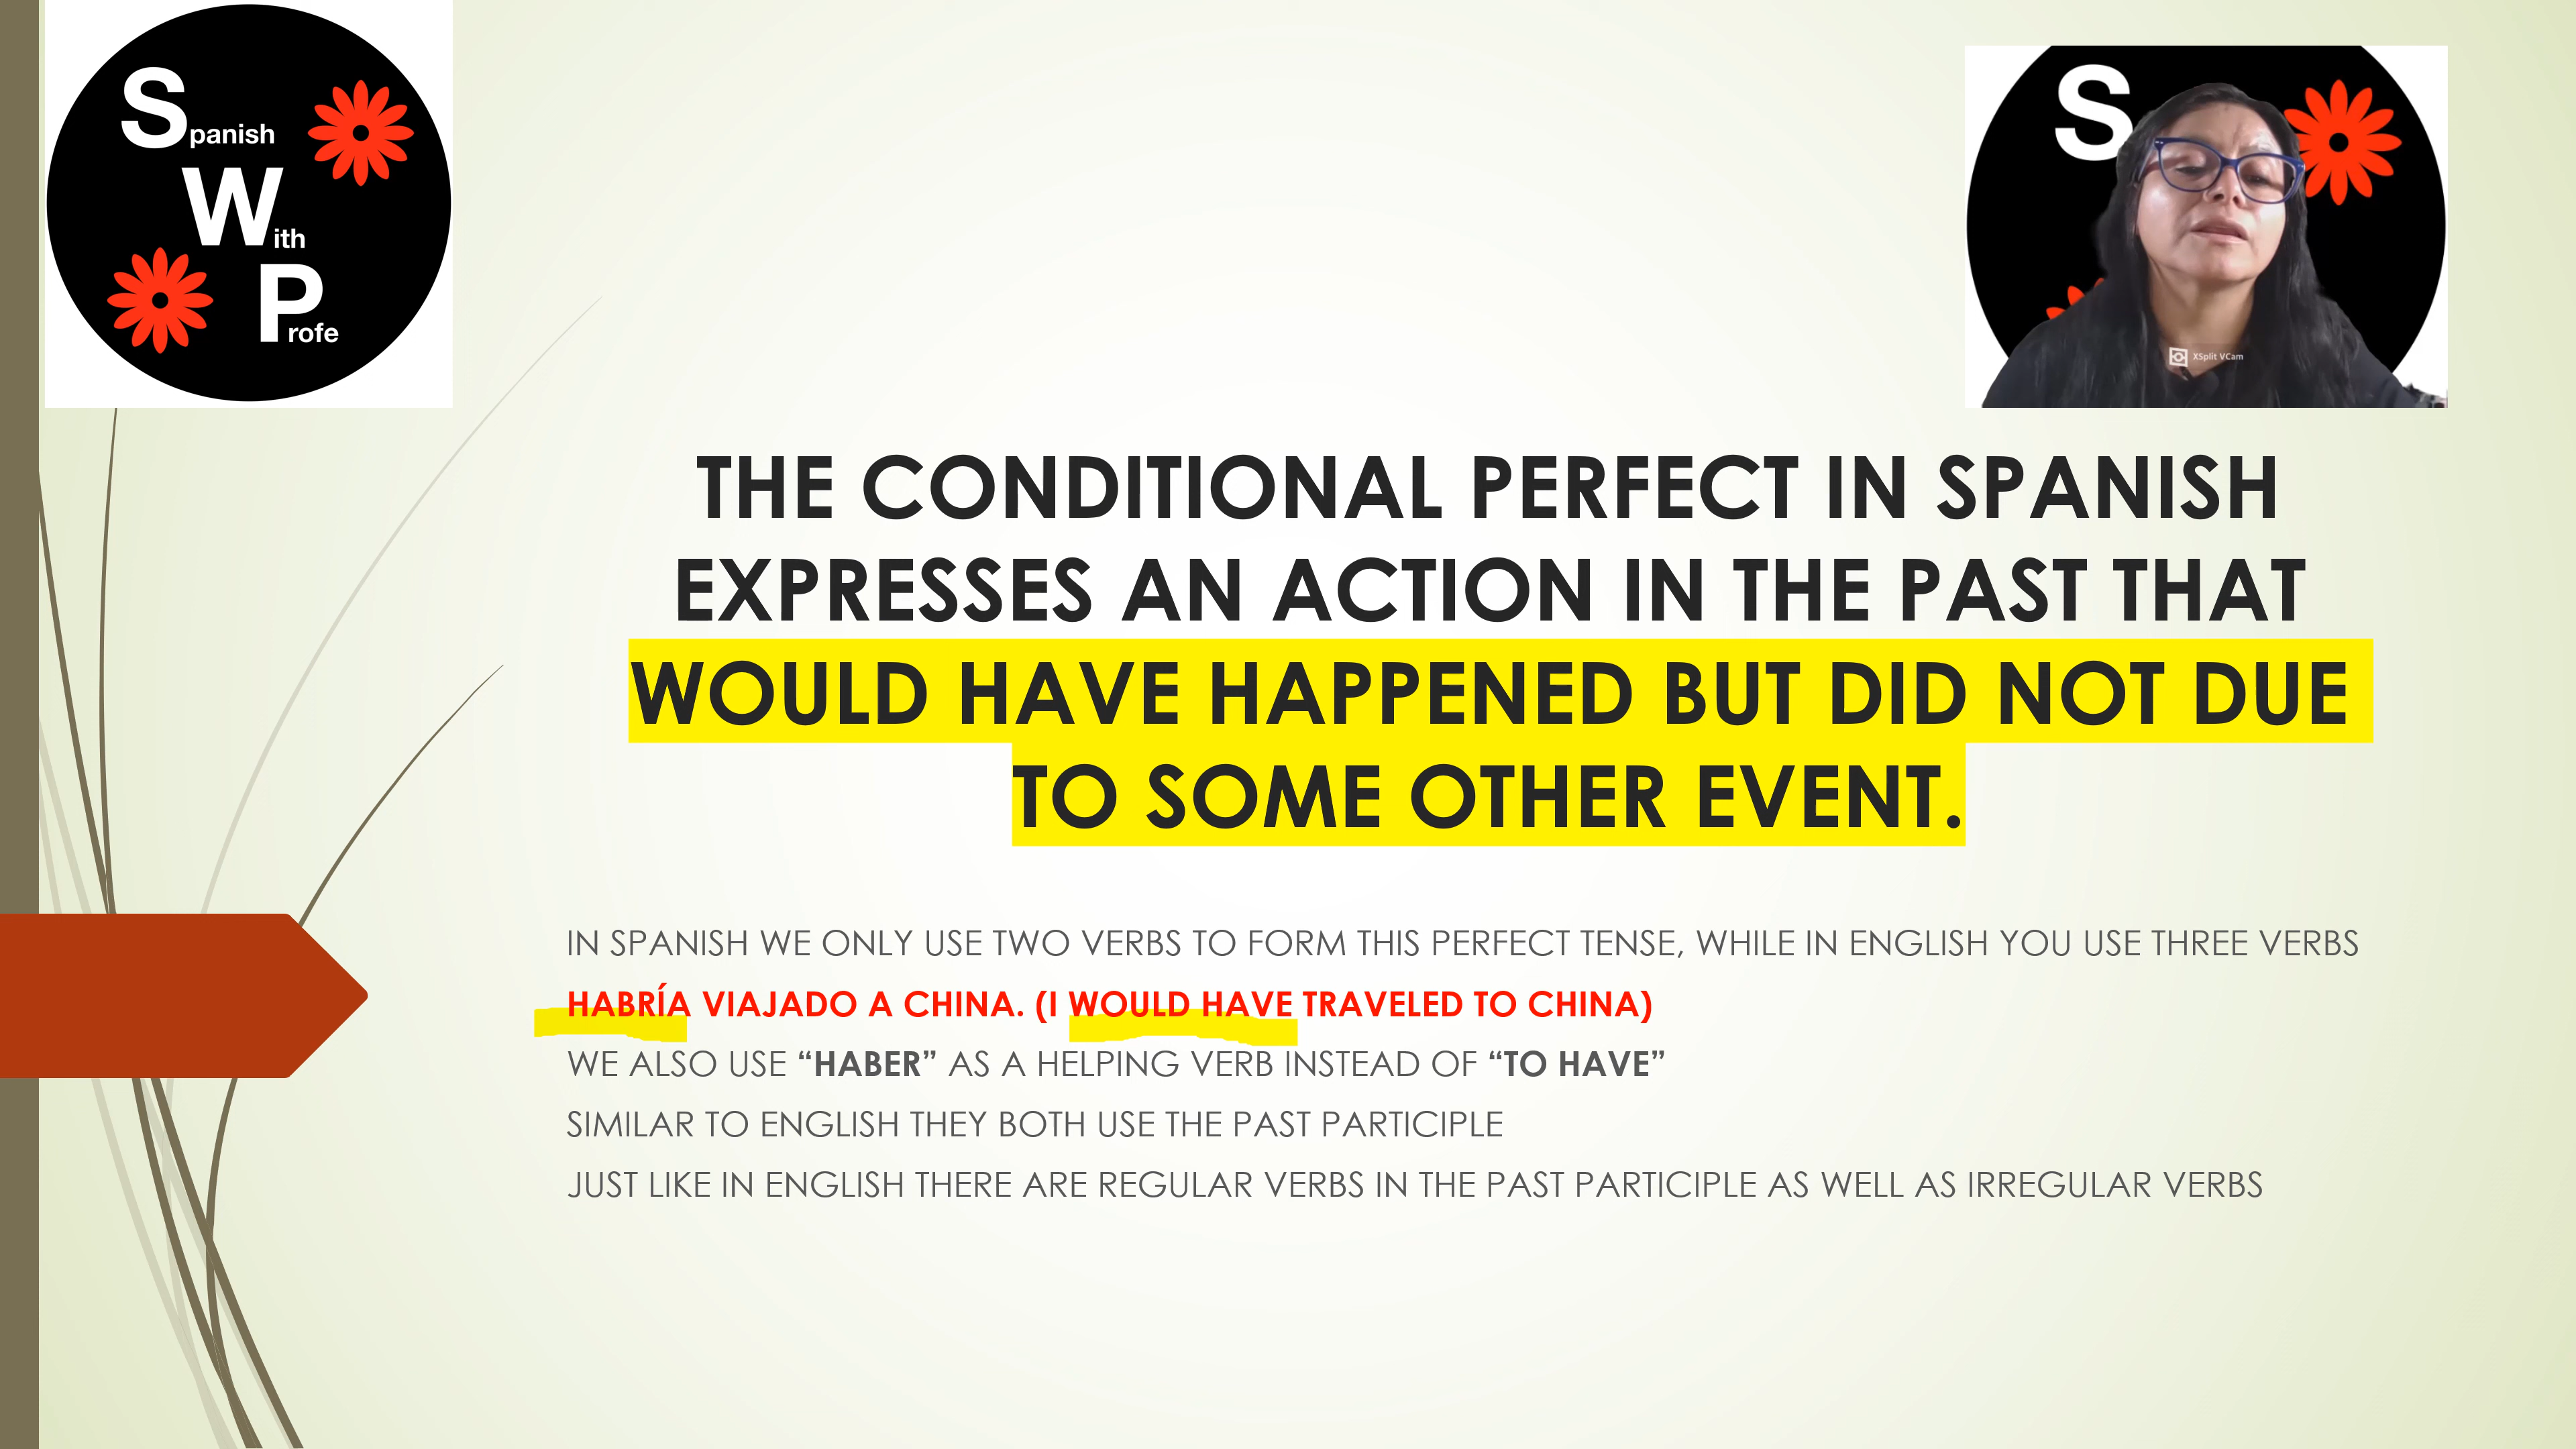 Spanish
With
Profe
S
XSplit VCam
THE CONDITIONAL PERFECT IN SPANISH
EXPRESSES AN ACTION IN THE PAST THAT
WOULD HAVE HAPPENED BUT DID NOT DUE
TO SOME OTHER EVENT.
IN SPANISH WE ONLY USE TWO VERBS TO FORM THIS PERFECT TENSE, WHILE IN ENGLISH YOU USE THREE VERBS
HABRÍA VIAJADO A CHINA. (I WOULD HAVE TRAVELED TO CHINA)
WE ALSO USE “HABER” AS A HELPING VERB INSTEAD OF “TO HAVE”
SIMILAR TO ENGLISH THEY BOTH USE THE PAST PARTICIPLE
JUST LIKE IN ENGLISH THERE ARE REGULAR VERBS IN THE PAST PARTICIPLE AS WELL AS IRREGULAR VERBS